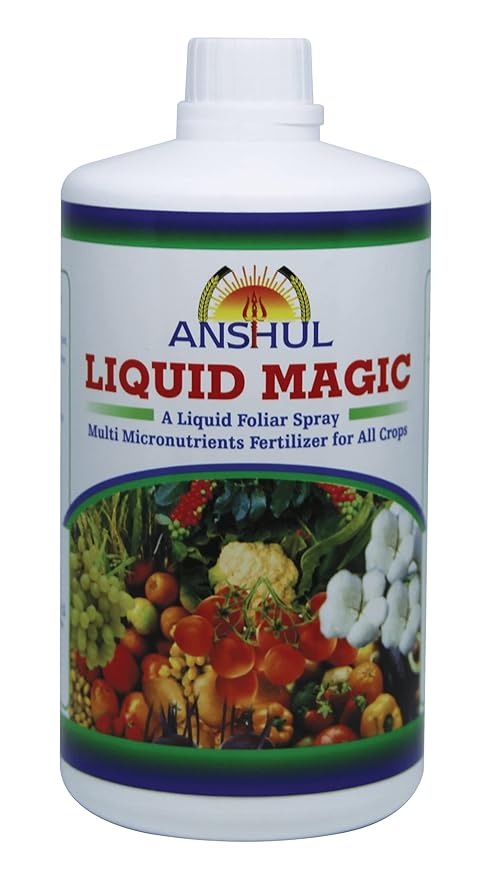 ANSHUL
LIQUID MAGIC
A Liquid Foliar Spray
Multi Micronutrients Fertilizer for All Crops